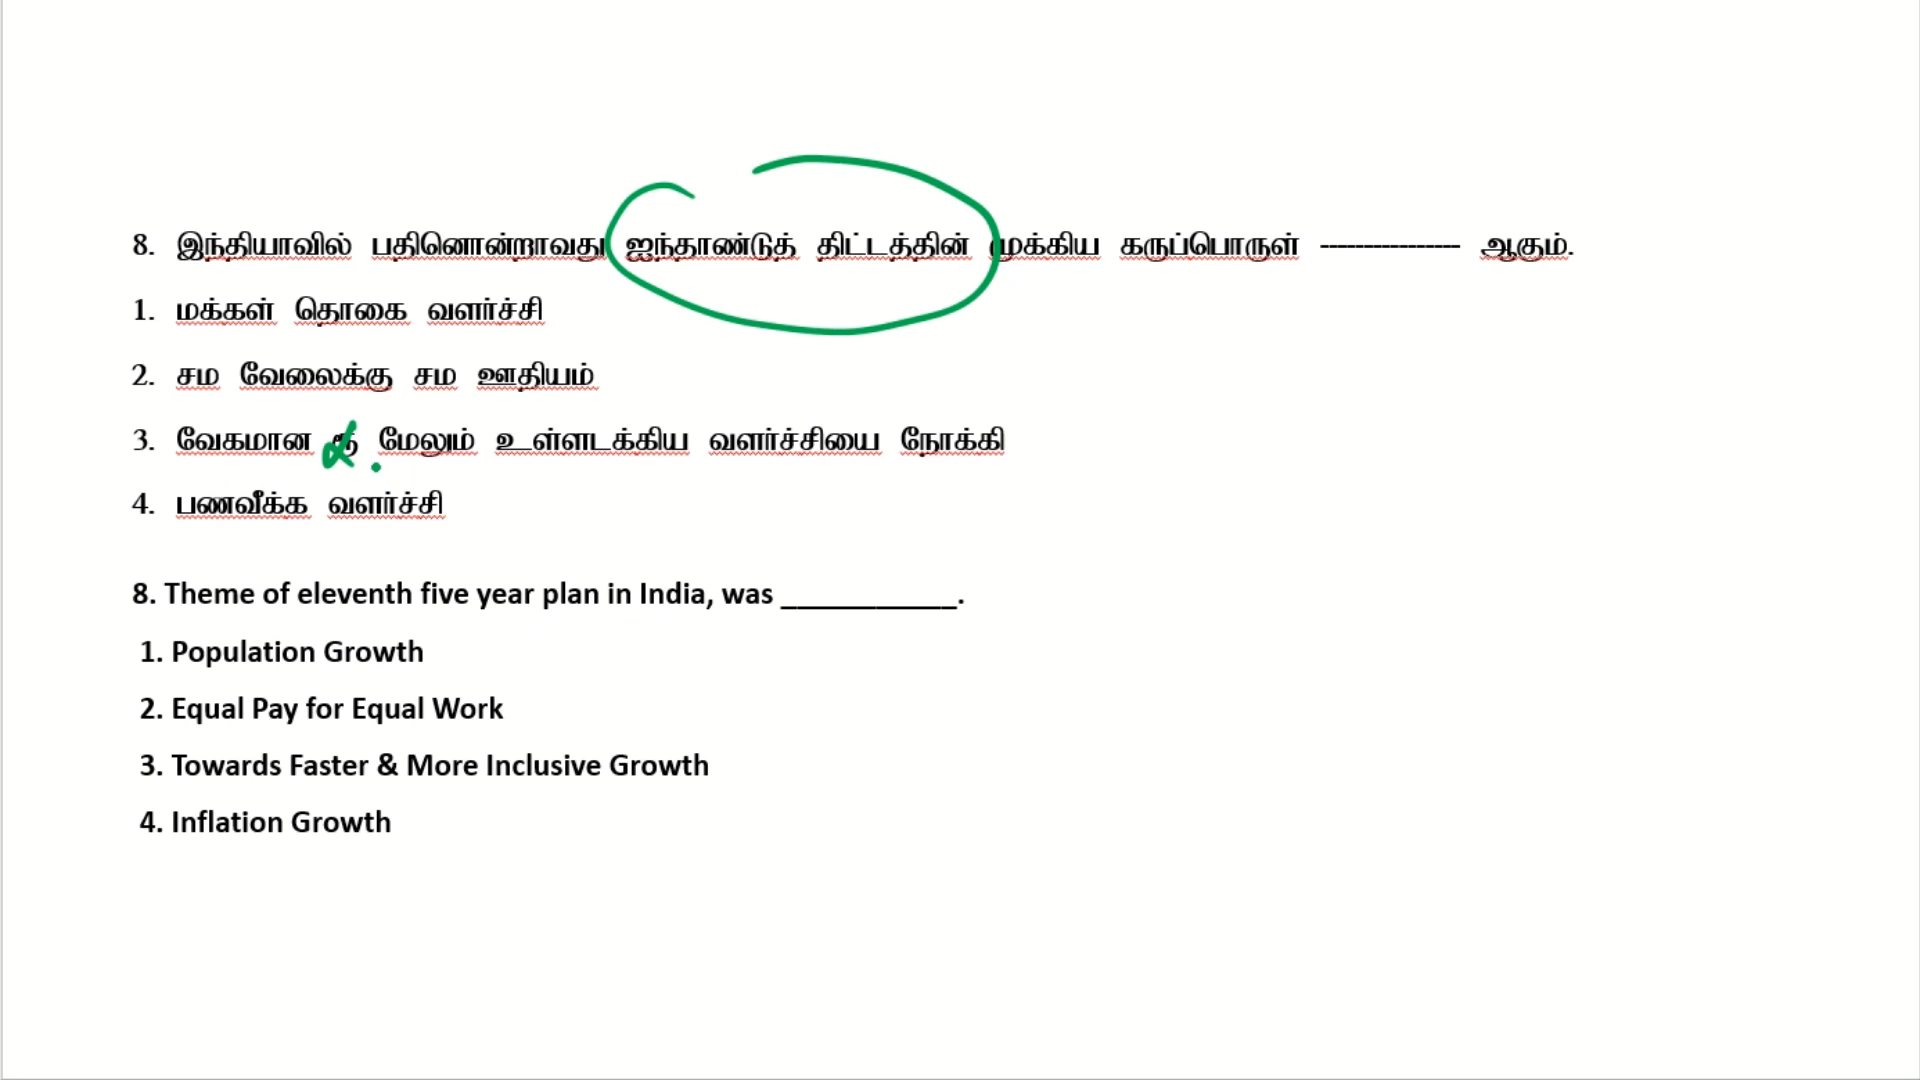 8. இந்தியாவில் பதினொன்றாவது ஐந்தாண்டுத் திட்டத்தின் முக்கிய கருப்பொருள் ---------------- ஆகும்.
1. மக்கள் தொகை வளர்ச்சி
2. சம வேலைக்கு சம ஊதியம்
3. வேகமான மேலும் உள்ளடக்கிய வளர்ச்சியை நோக்கி
4. பணவீக்க வளர்ச்சி
8. Theme of eleventh five year plan in India, was ___________.
1. Population Growth
2. Equal Pay for Equal Work
3. Towards Faster & More Inclusive Growth
4. Inflation Growth